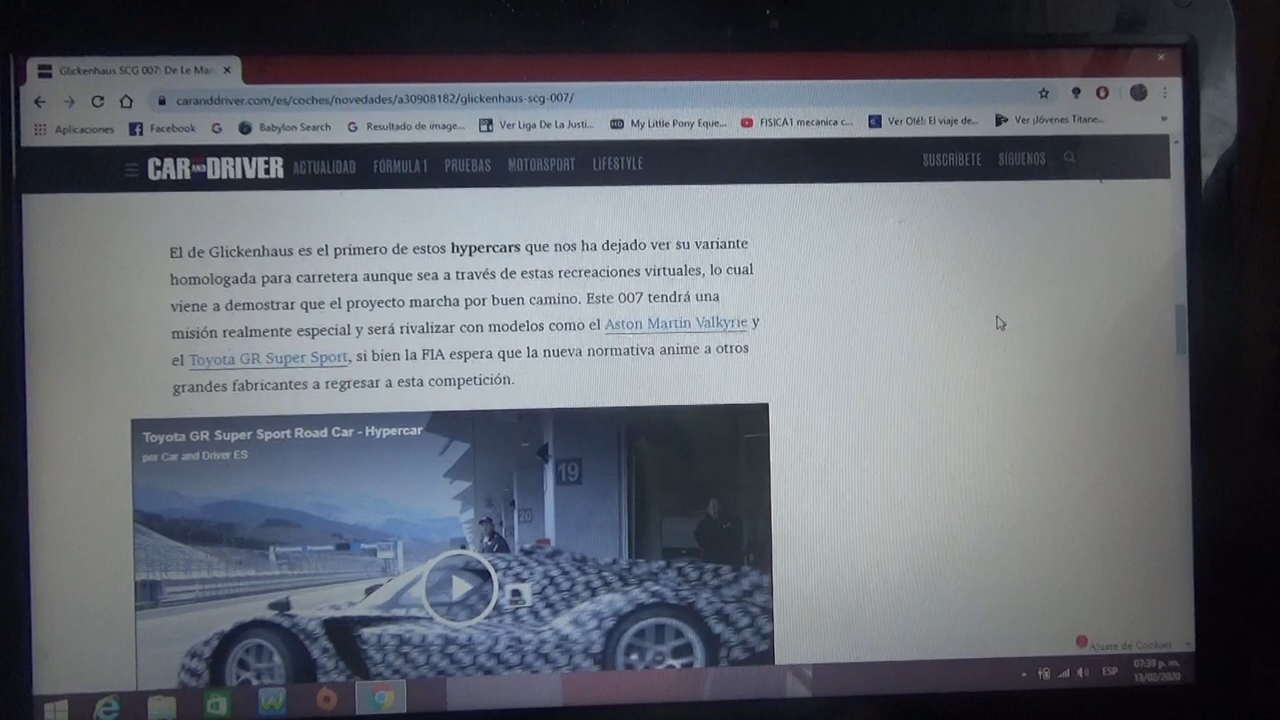 Glickenhaus SCG 007: De Le Mar
caranddriver.com/es/coches/novedades/a30908182/glickenhaus-scg-007/
Aplicaciones Facebook Babylon Search Resultado de image... Ver Liga De La Justi... My Little Pony Eque... FISICA1 mecanica c... Ver Olé!: El viaje de... Ver ¡Jóvenes Titane...
CAR AND DRIVER ACTUALIDAD FÓRMULA 1 PRUEBAS MOTORSPORT LIFESTYLE SUSCRÍBETE SÍGUENOS
El de Glickenhaus es el primero de estos hypercars que nos ha dejado ver su variante
homologada para carretera aunque sea a través de estas recreaciones virtuales, lo cual
viene a demostrar que el proyecto marcha por buen camino. Este 007 tendrá una
misión realmente especial y será rivalizar con modelos como el Aston Martin Valkyrie y
el Toyota GR Super Sport, si bien la FIA espera que la nueva normativa anime a otros
grandes fabricantes a regresar a esta competición.
Toyota GR Super Sport Road Car - Hypercar
por Car and Driver ES
19
20
Ajuste de Cookies
ESP 07:39 p. m.
13/02/2020